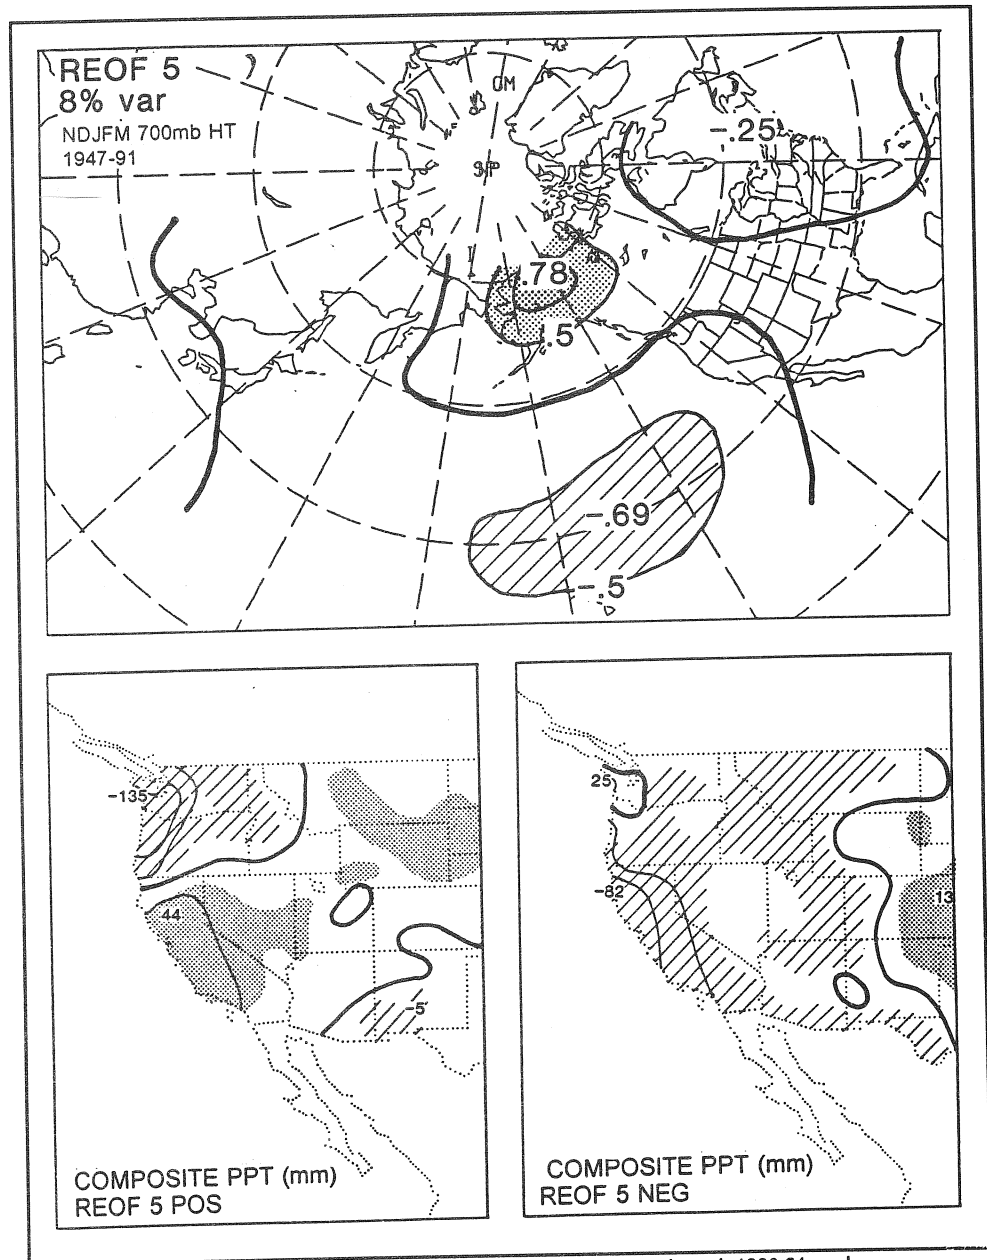 REOF 5
8% var
NDJFM 700mb HT
1947-91
GM
-.25
.78
.5
-.69
-.5
-135
44
-5
COMPOSITE PPT (mm)
REOF 5 POS
25
-82
13
COMPOSITE PPT (mm)
REOF 5 NEG